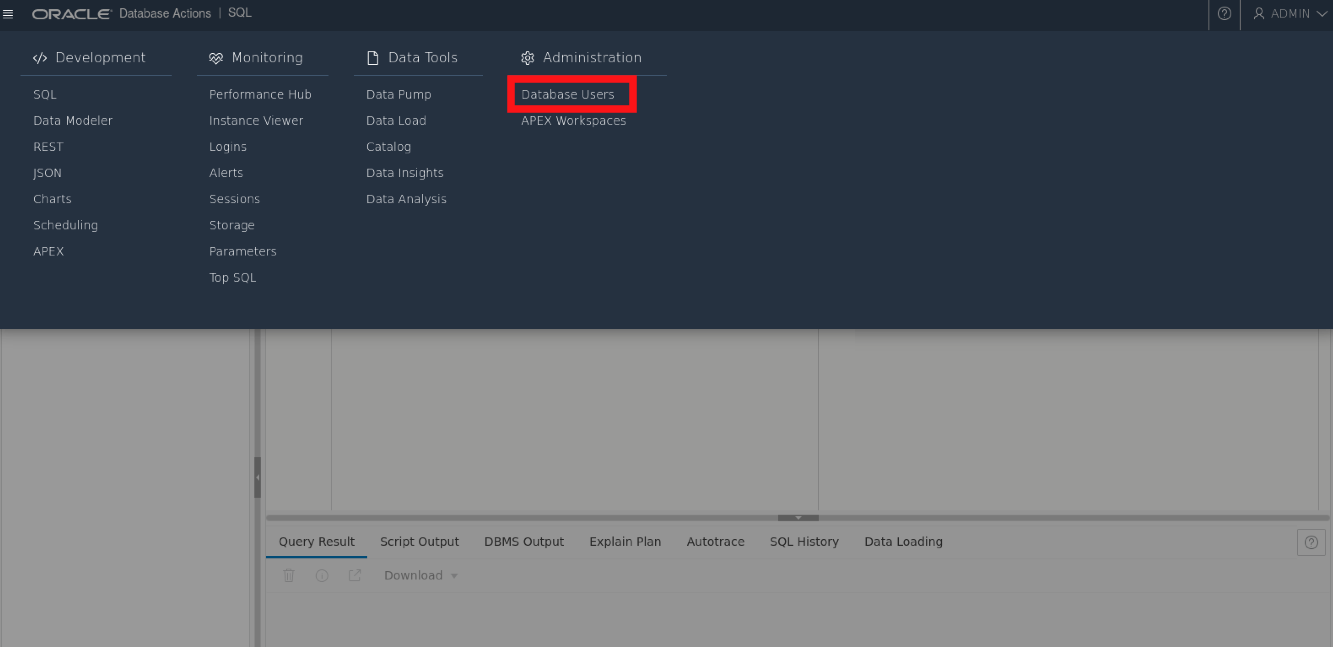 ORACLE Database Actions | SQL
ADMIN
Development
SQL
Data Modeler
REST
JSON
Charts
Scheduling
APEX
Monitoring
Performance Hub
Instance Viewer
Logins
Alerts
Sessions
Storage
Parameters
Top SQL
Data Tools
Data Pump
Data Load
Catalog
Data Insights
Data Analysis
Administration
Database Users
APEX Workspaces
Query Result Script Output DBMS Output Explain Plan Autotrace SQL History Data Loading
Download